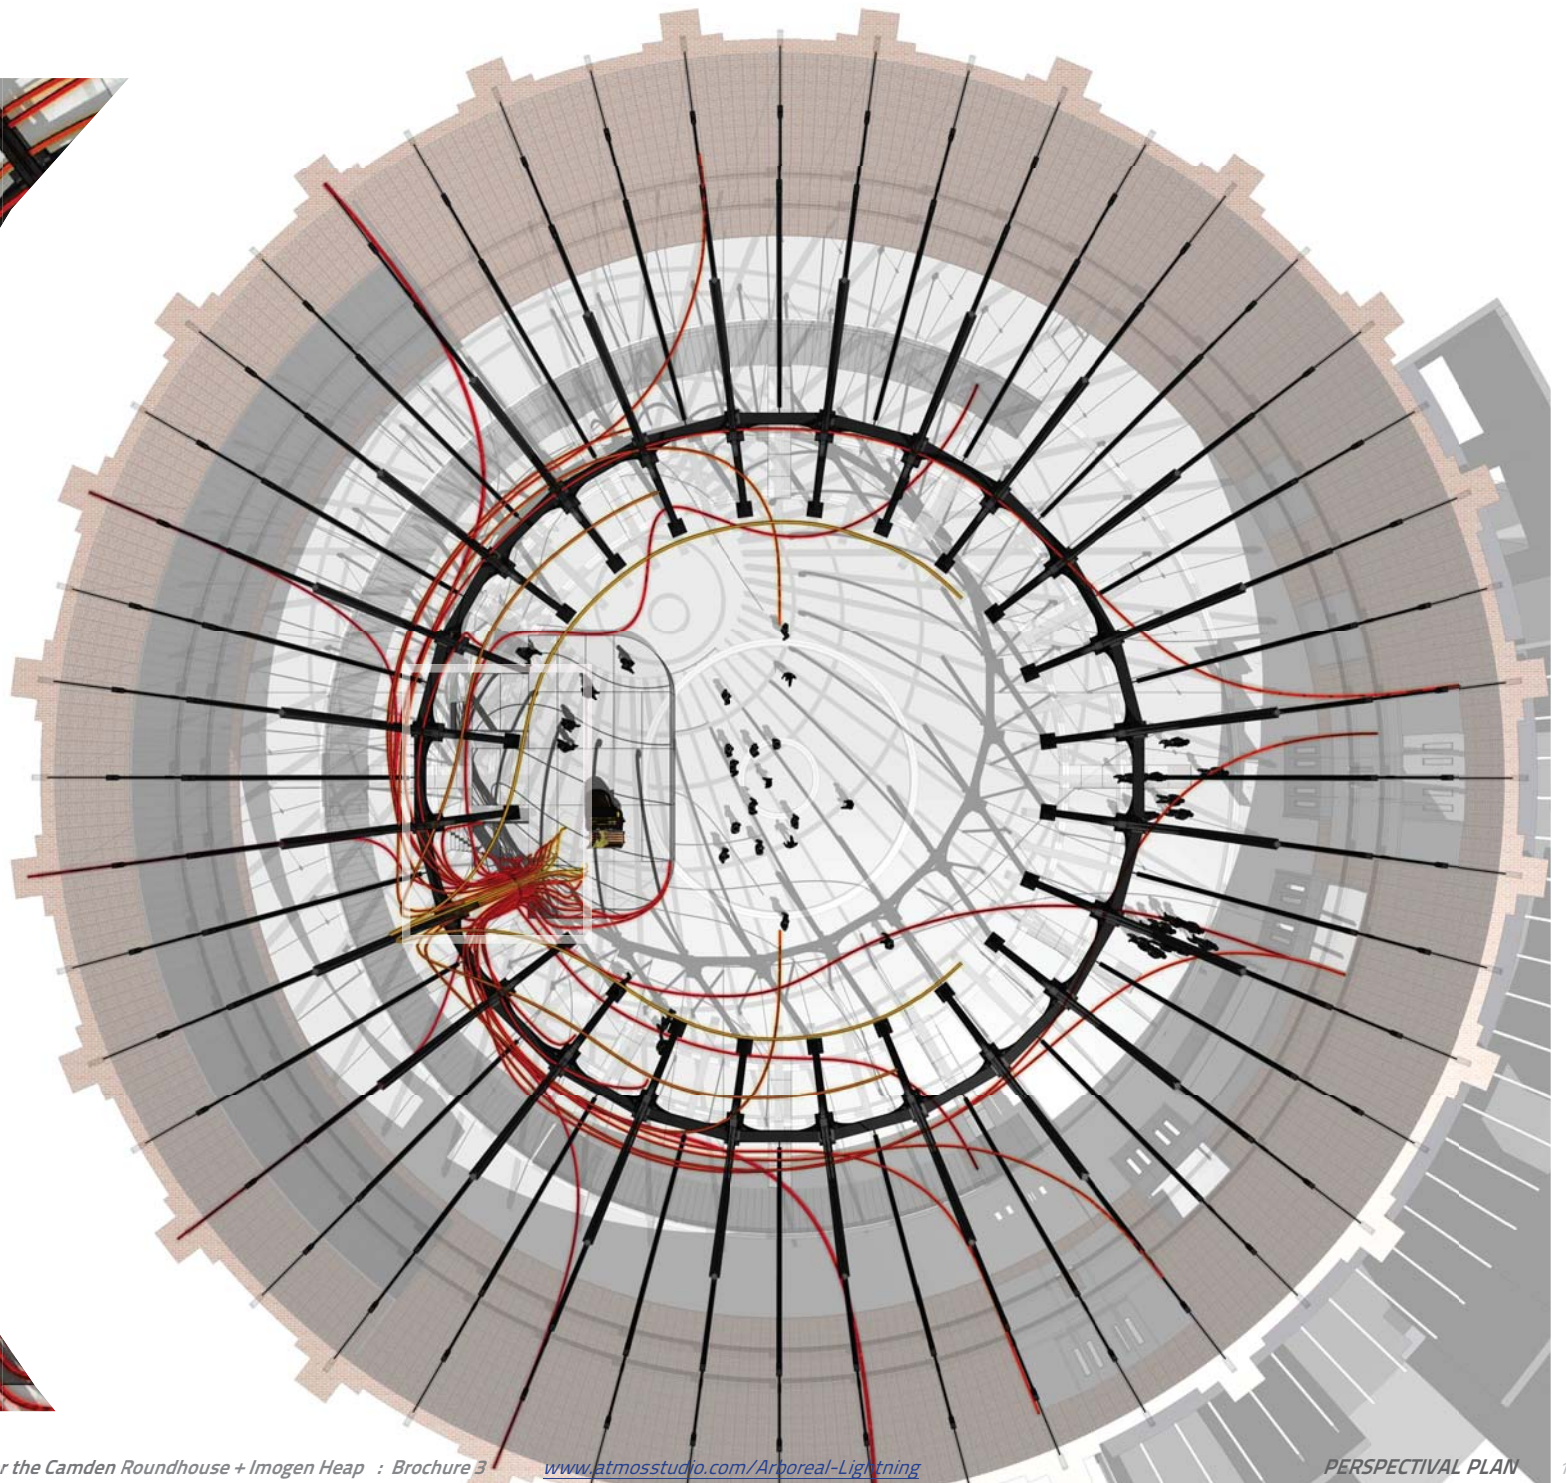 r the Camden Roundhouse + Imogen Heap : Brochure 3 www.atmosstudio.com/Arboreal-Lightning PERSPECTIVAL PLAN